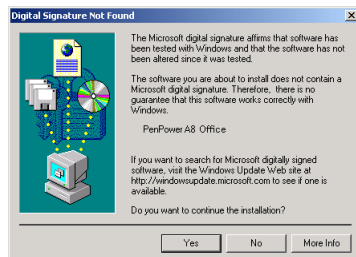 Digital Signature Not Found
The Microsoft digital signature affirms that software has
been tested with Windows and that the software has not
been altered since it was tested.
The software you are about to install does not contain a
Microsoft digital signature. Therefore, there is no
guarantee that this software works correctly with
Windows.
PenPower A8 Office
If you want to search for Microsoft digitally signed
software, visit the Windows Update Web site at
http://windowsupdate.microsoft.com to see if one is
available.
Do you want to continue the installation?
Yes
No
More Info